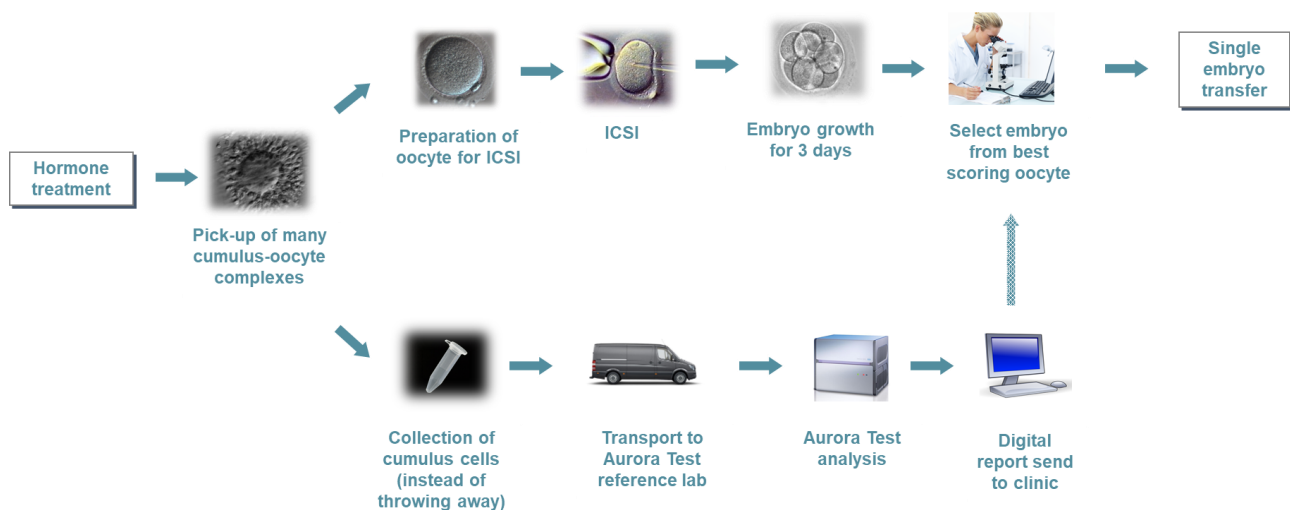 Hormone
treatment
Pick-up of many
cumulus-oocyte
complexes
Preparation of
oocyte for ICSI
ICSI
Embryo growth
for 3 days
Select embryo
from best
scoring oocyte
Single
embryo
transfer
Collection of
cumulus cells
(instead of
throwing away)
Transport to
Aurora Test
reference lab
Aurora Test
analysis
Digital
report send
to clinic